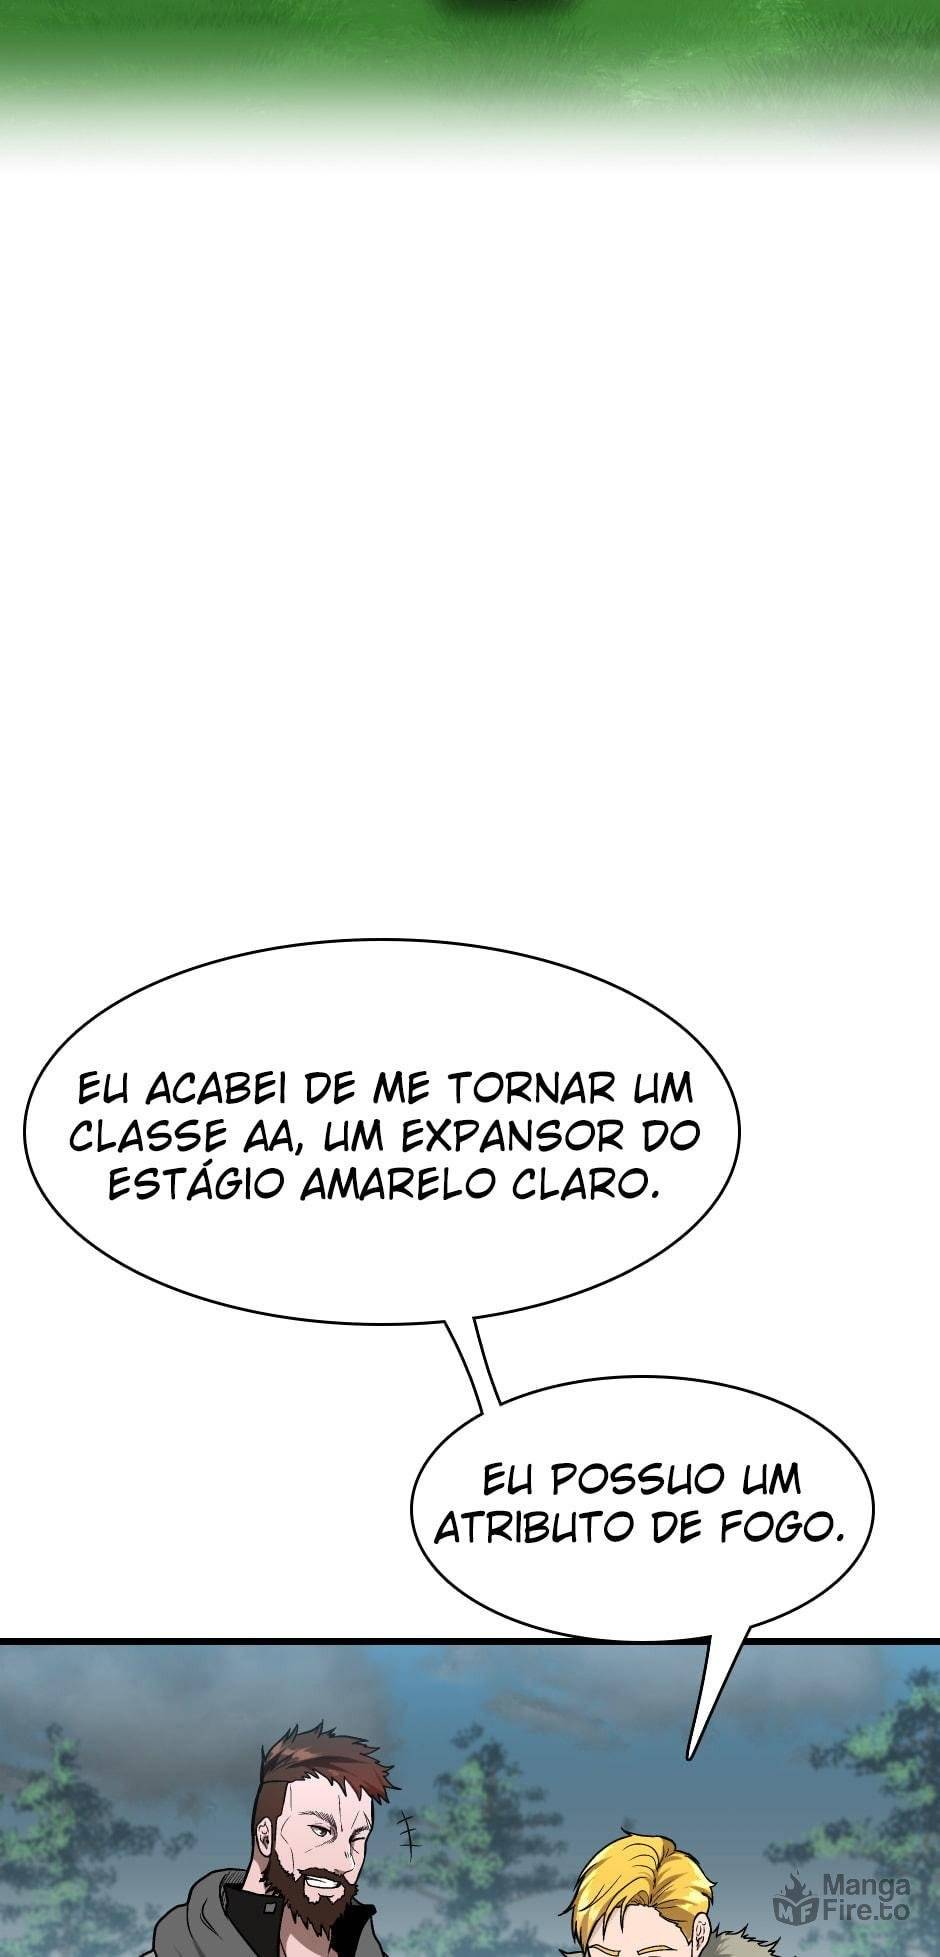 EU ACABEI DE ME TORNAR UM
CLASSE AA, UM EXPANSOR DO
ESTÁGIO AMARELO CLARO.
EU POSSUO UM
ATRIBUTO DE FOGO.
Manga
Fire.to